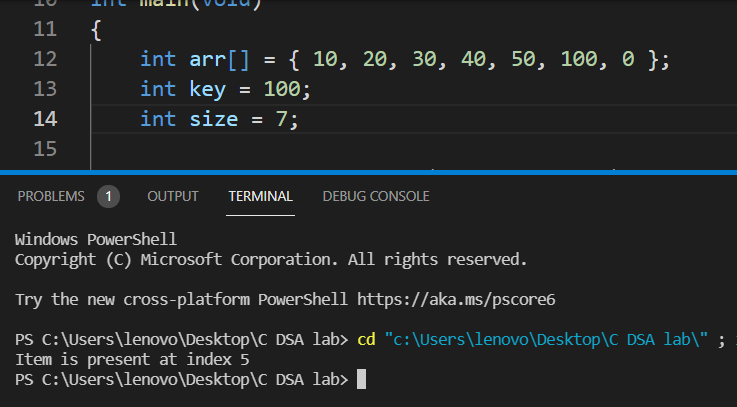 10 int main(void)
11 {
12 int arr[] = { 10, 20, 30, 40, 50, 100, 0 };
13 int key = 100;
14 int size = 7;
15
PROBLEMS 1 OUTPUT TERMINAL DEBUG CONSOLE
Windows PowerShell
Copyright (C) Microsoft Corporation. All rights reserved.
Try the new cross-platform PowerShell https://aka.ms/pscore6
PS C:\Users\lenovo\Desktop\C DSA lab> cd "c:\Users\lenovo\Desktop\C DSA lab\" ;
Item is present at index 5
PS C:\Users\lenovo\Desktop\C DSA lab>